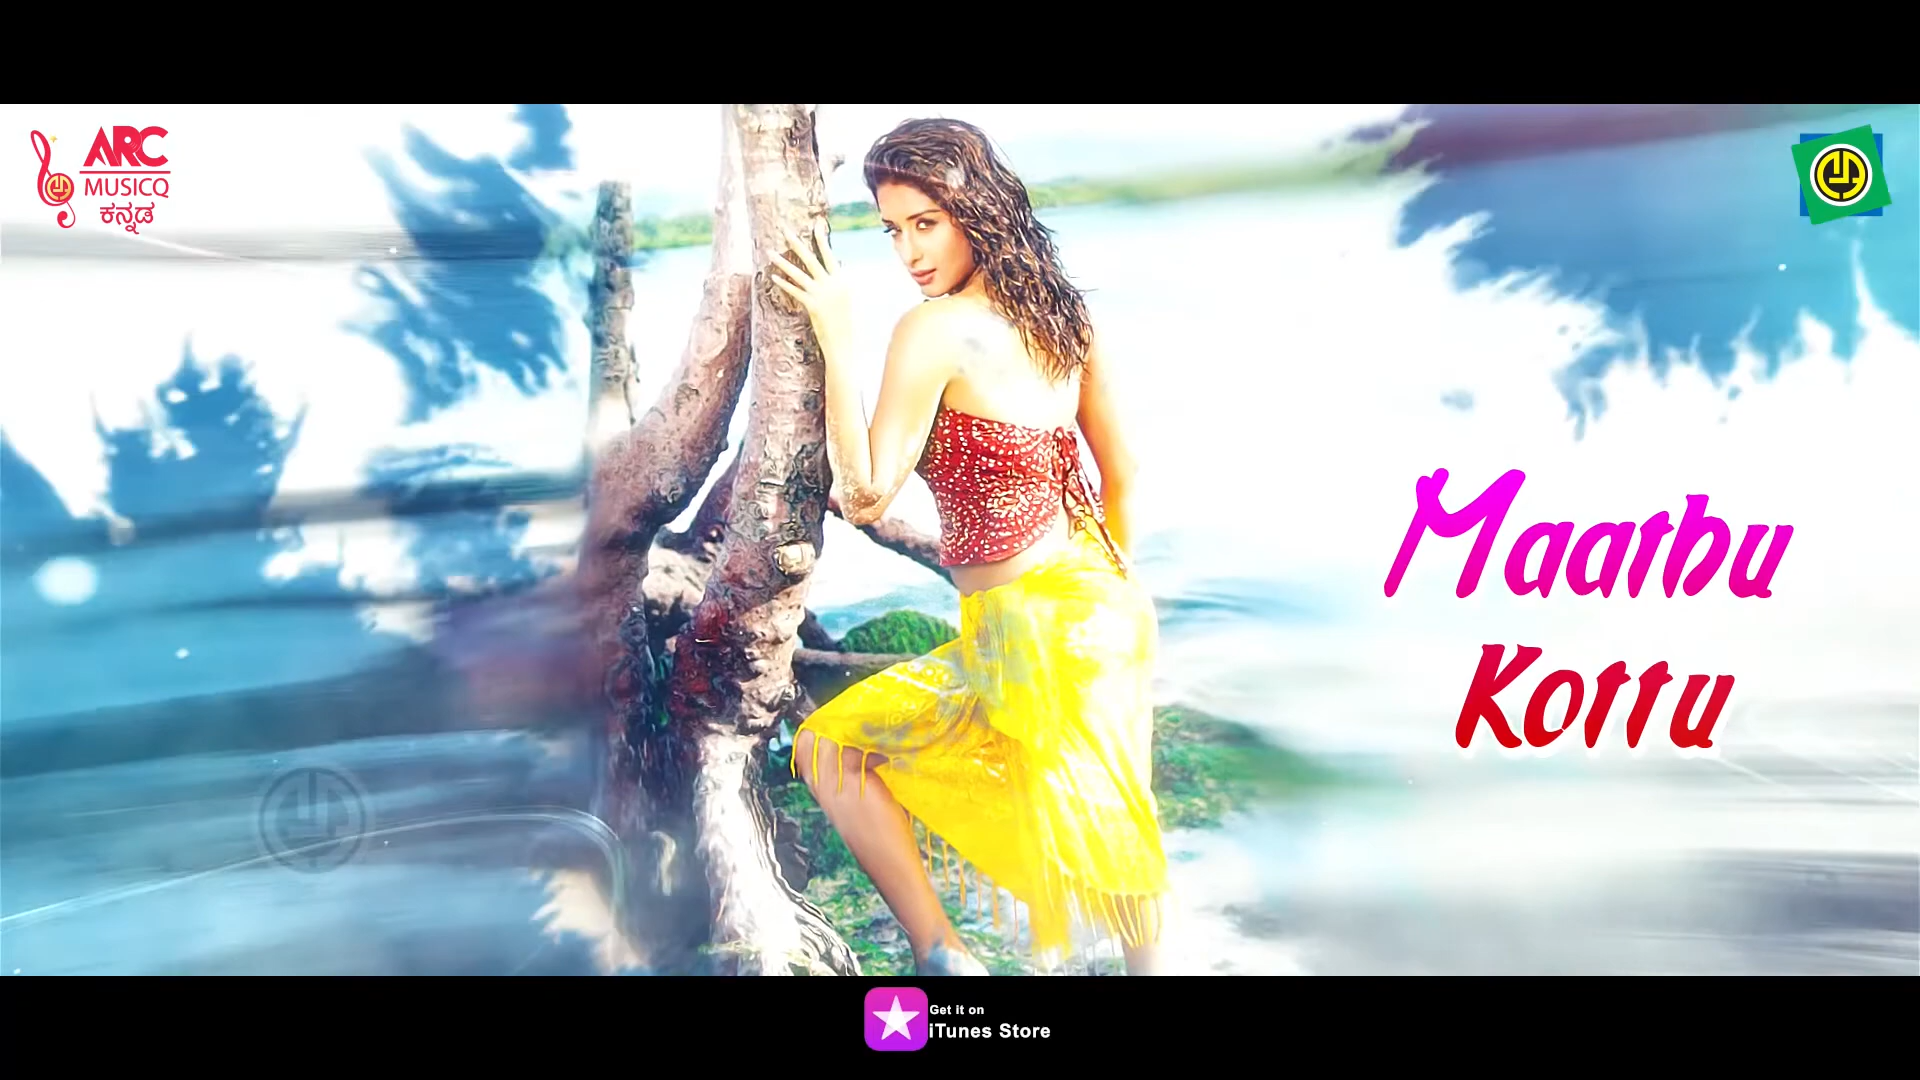 ARC
MUSICQ
ಕನ್ನಡ
Maathu
Kottu
Get it on
iTunes Store